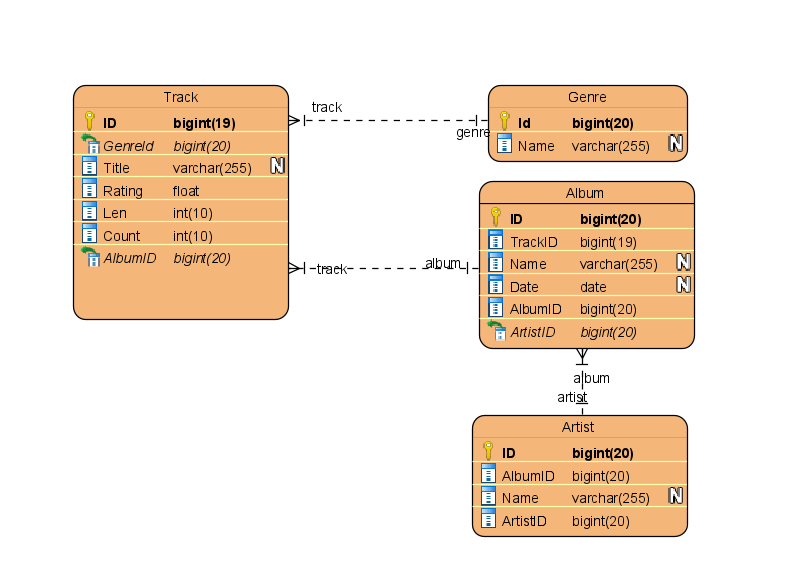 Track
ID bigint(19)
GenreId bigint(20)
Title varchar(255) N
Rating float
Len int(10)
Count int(10)
AlbumID bigint(20)
track
genre
Genre
Id bigint(20)
Name varchar(255) N
track
album
Album
ID bigint(20)
TrackID bigint(19)
Name varchar(255) N
Date date N
AlbumID bigint(20)
ArtistID bigint(20)
album
artist
Artist
ID bigint(20)
AlbumID bigint(20)
Name varchar(255) N
ArtistID bigint(20)